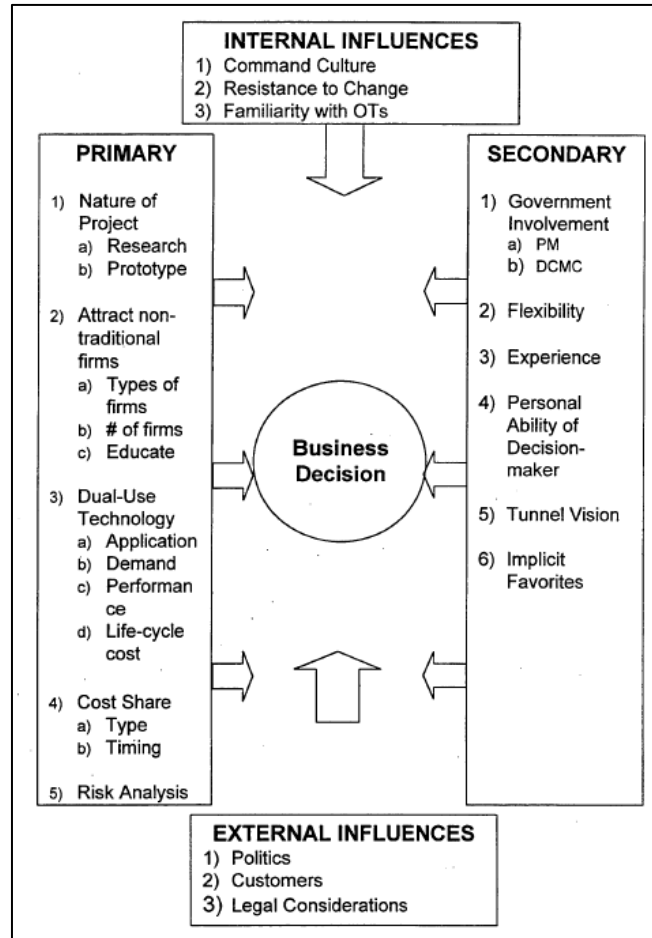 INTERNAL INFLUENCES
1) Command Culture
2) Resistance to Change
3) Familiarity with OTs
PRIMARY
1) Nature of
Project
a) Research
b) Prototype
2) Attract non-
traditional
firms
a) Types of
firms
b) # of firms
c) Educate
3) Dual-Use
Technology
a) Application
b) Demand
c) Performan
ce
d) Life-cycle
cost
4) Cost Share
a) Type
b) Timing
5) Risk Analysis
Business
Decision
SECONDARY
1) Government
Involvement
a) PM
b) DCMC
2) Flexibility
3) Experience
4) Personal
Ability of
Decision-
maker
5) Tunnel Vision
6) Implicit
Favorites
EXTERNAL INFLUENCES
1) Politics
2) Customers
3) Legal Considerations